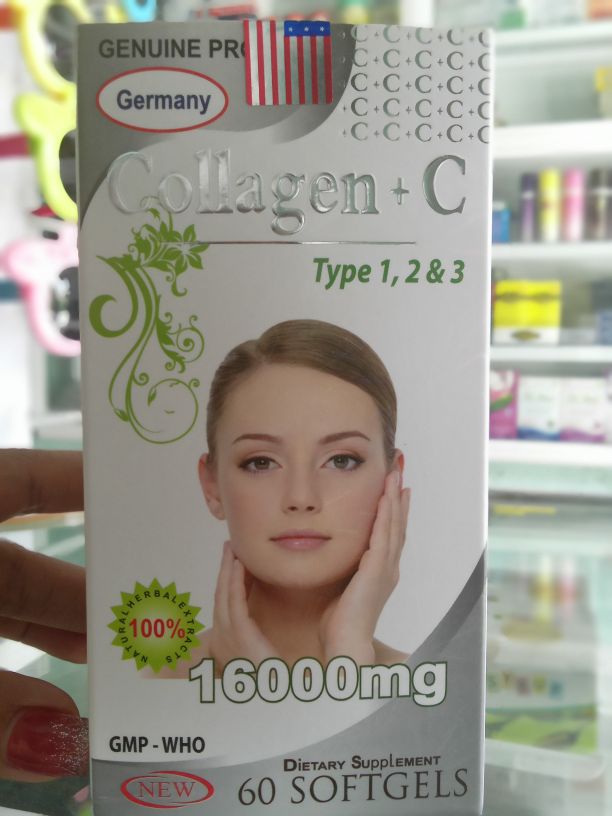 GENUINE
Germany
Collagen + C
Type 1, 2 & 3
NATURAL HERBAL EXTRACTS
100%
16000mg
GMP - WHO
DIETARY SUPPLEMENT
NEW
60 SOFTGELS